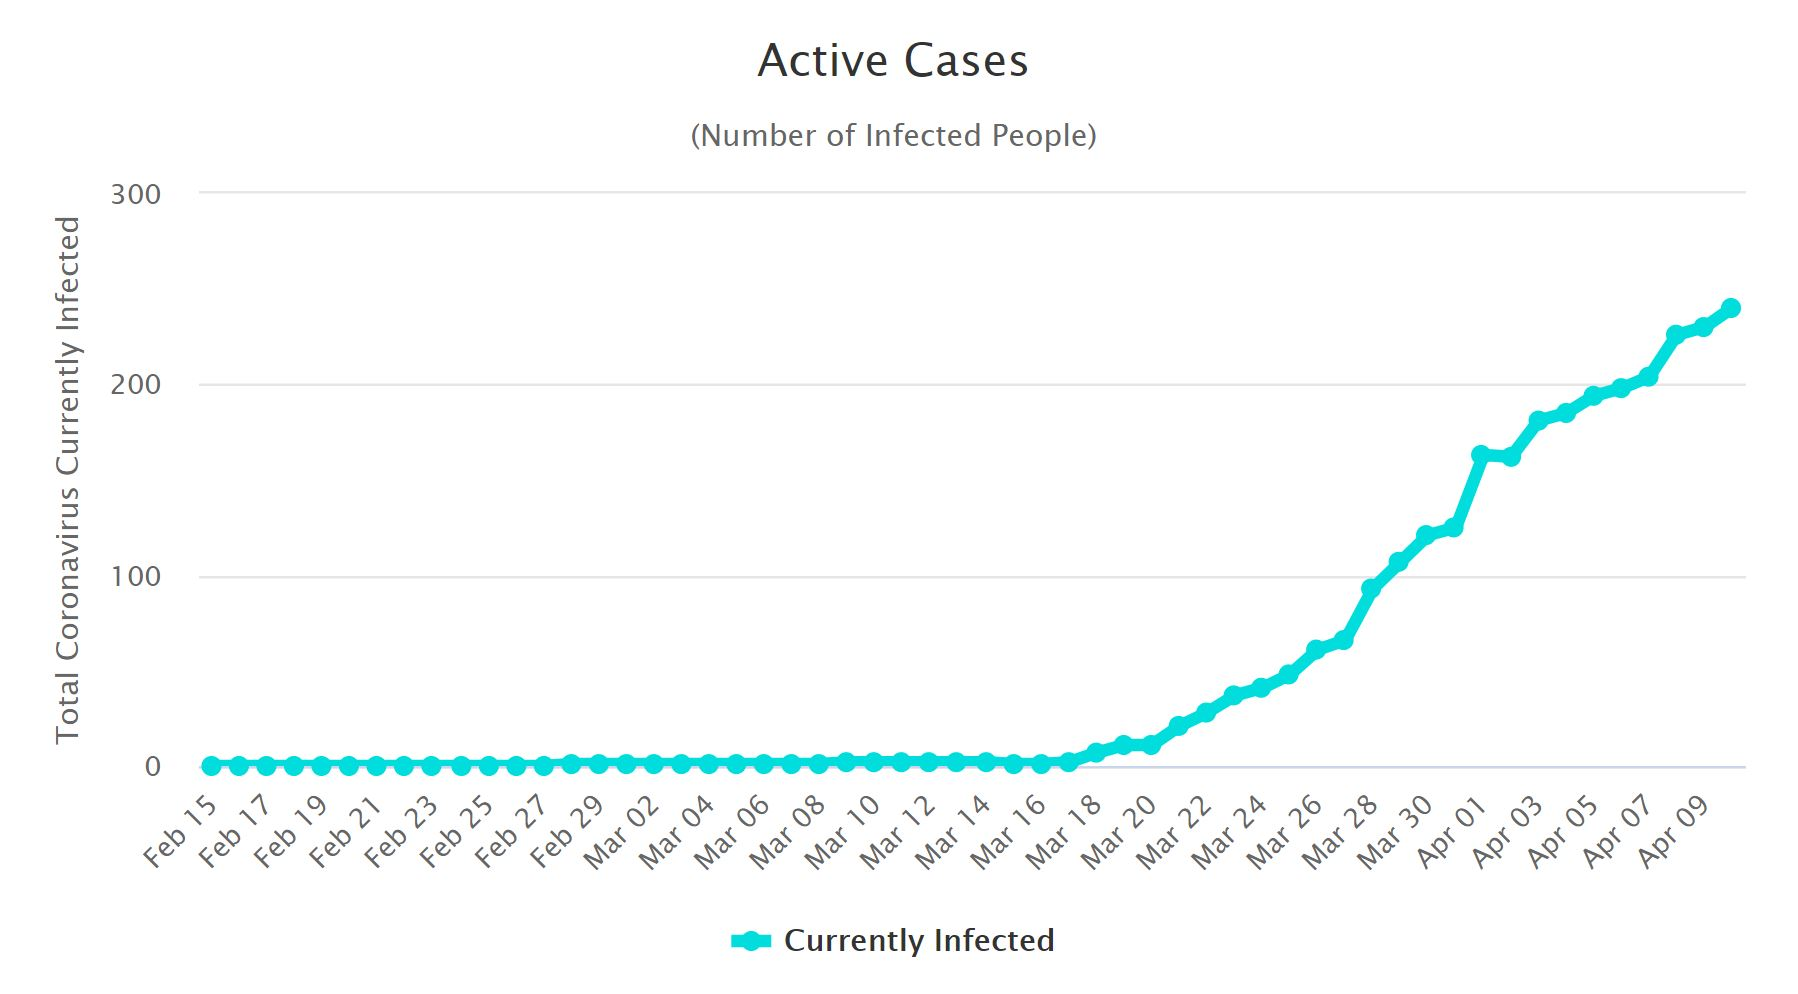 Active Cases
(Number of Infected People)
Total Coronavirus Currently Infected
300
200
100
0
Feb 15
Feb 17
Feb 19
Feb 21
Feb 23
Feb 25
Feb 27
Feb 29
Mar 02
Mar 04
Mar 06
Mar 08
Mar 10
Mar 12
Mar 14
Mar 16
Mar 18
Mar 20
Mar 22
Mar 24
Mar 26
Mar 28
Mar 30
Apr 01
Apr 03
Apr 05
Apr 07
Apr 09
Currently Infected